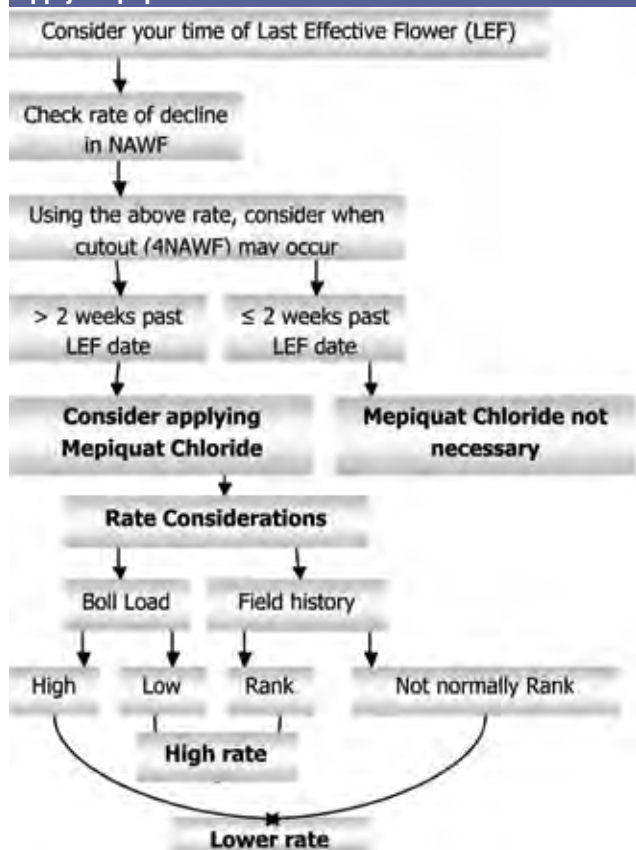 Consider your time of Last Effective Flower (LEF)
Check rate of decline
in NAWF
Using the above rate, consider when
cutout (4NAWF) may occur
> 2 weeks past
LEF date
≤ 2 weeks past
LEF date
Consider applying
Mepiquat Chloride
Mepiquat Chloride not
necessary
Rate Considerations
Boll Load
Field history
High
Low
Rank
Not normally Rank
High rate
Lower rate